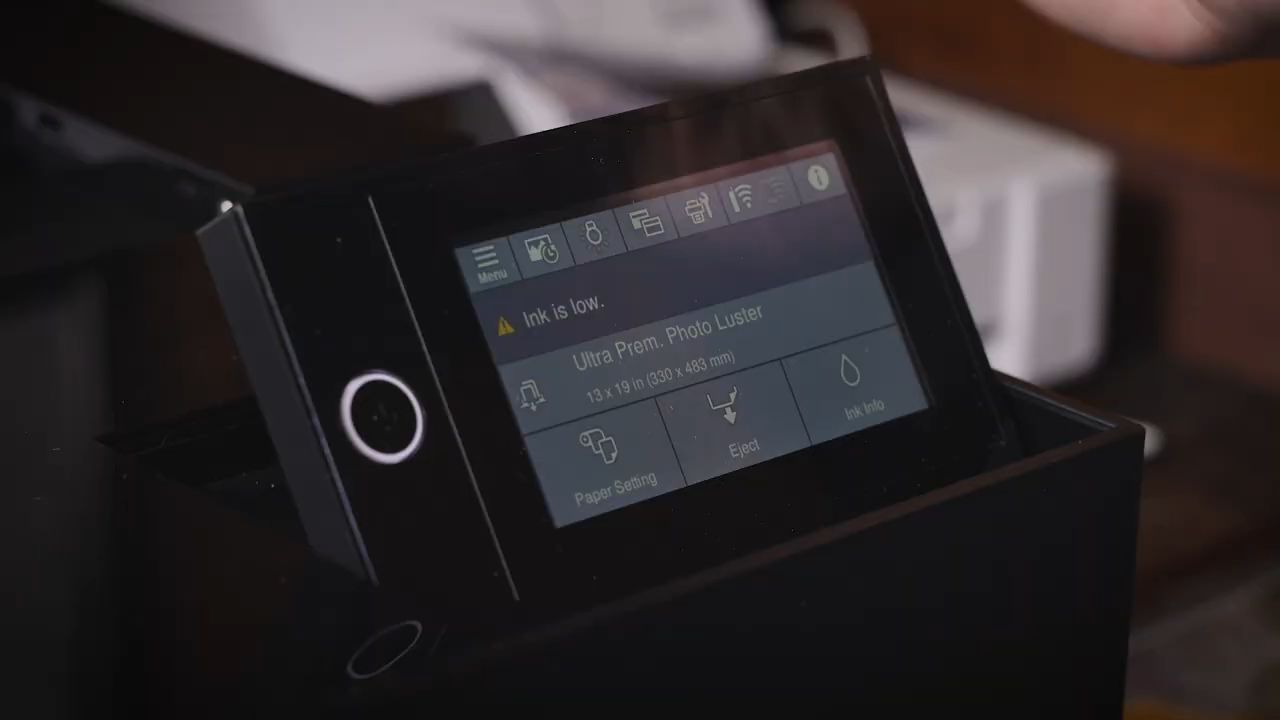 Menu
Ink is low.
Ultra Prem. Photo Luster
13 x 19 in (330 x 483 mm)
Paper Setting
Eject
Ink Info